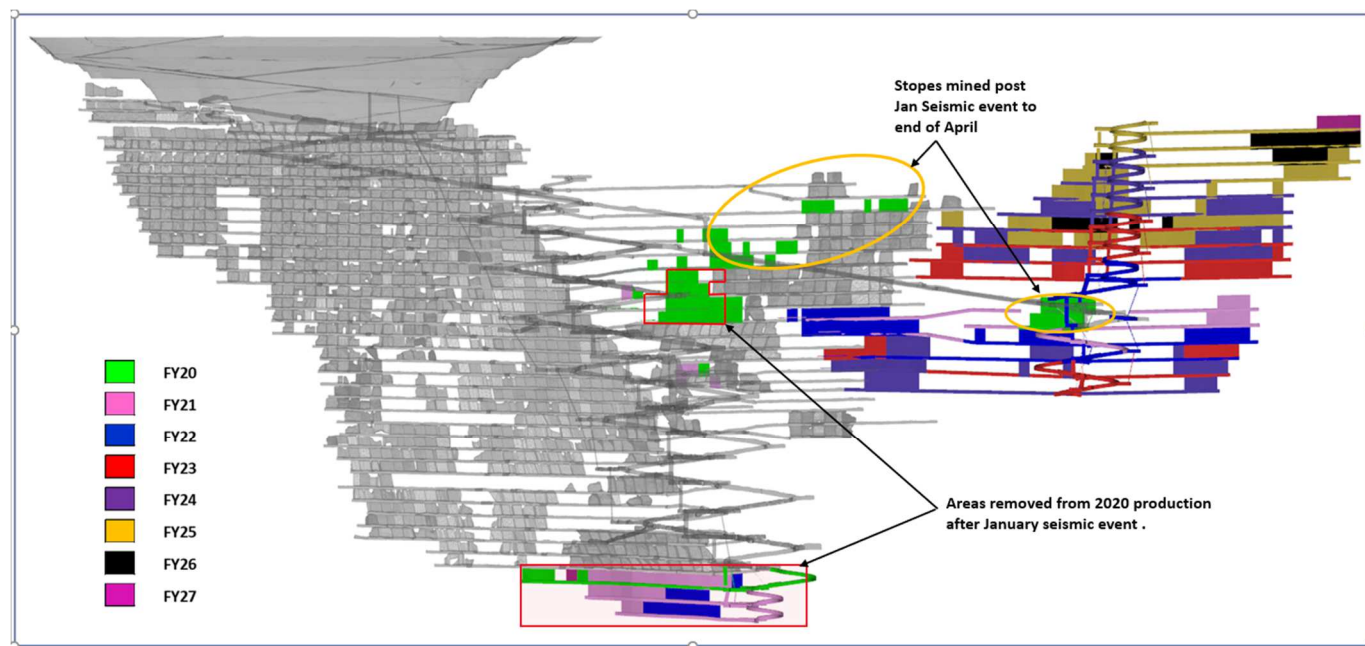 Stopes mined post
Jan Seismic event to
end of April
FY20
FY21
FY22
FY23
FY24
FY25
FY26
FY27
Areas removed from 2020 production
after January seismic event .